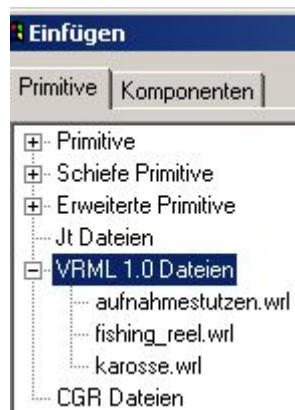 Einfügen
Primitive Komponenten
Primitive
Schiefe Primitive
Erweiterte Primitive
Jt Dateien
VRML 1.0 Dateien
aufnahmestutzen.wrl
fishing_reel.wrl
karosse.wrl
CGR Dateien